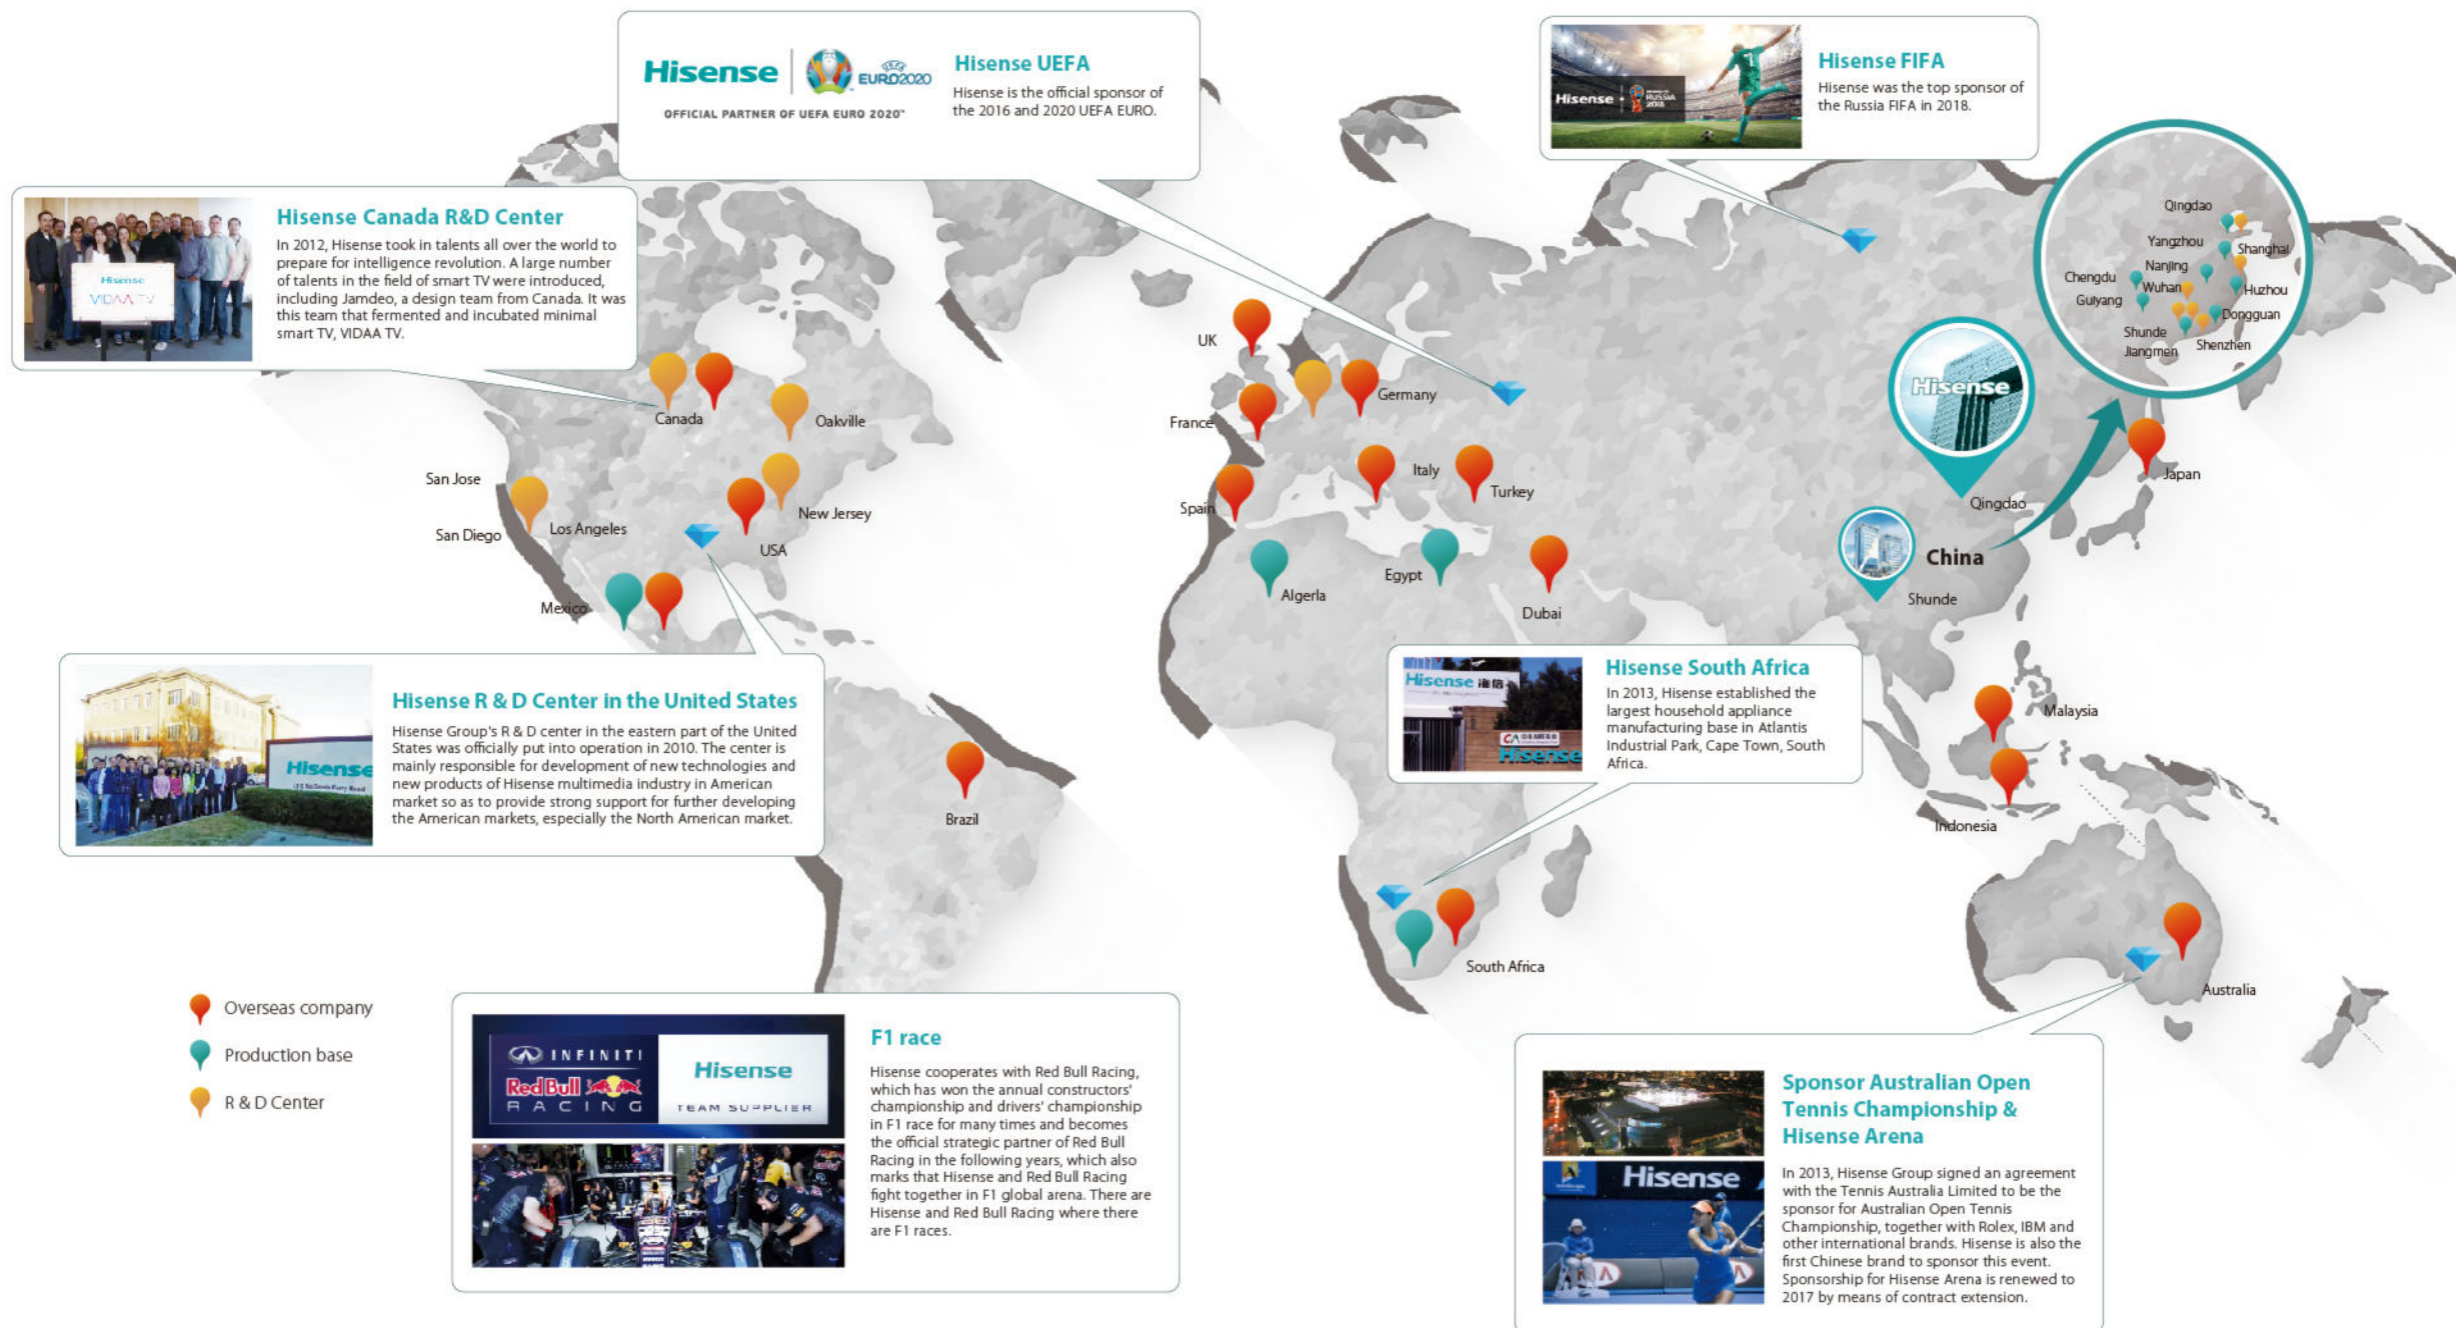 Hisense
UEFA
EURO2020
OFFICIAL PARTNER OF UEFA EURO 2020™
Hisense UEFA
Hisense is the official sponsor of
the 2016 and 2020 UEFA EURO.
Hisense
RUSSIA
2018
Hisense FIFA
Hisense was the top sponsor of
the Russia FIFA in 2018.
Hisense
VIDAA TV
Hisense Canada R&D Center
In 2012, Hisense took in talents all over the world to
prepare for intelligence revolution. A large number
of talents in the field of smart TV were introduced,
including Jamdeo, a design team from Canada. It was
this team that fermented and incubated minimal
smart TV, VIDAA TV.
Qingdao
Yangzhou
Shanghai
Nanjing
Chengdu
Wuhan
Huzhou
Guiyang
Dongguan
Shunde
Shenzhen
Jiangmen
Hisense
UK
Germany
France
Canada
Oakville
San Jose
Italy
Turkey
Japan
Spain
New Jersey
Qingdao
San Diego
Los Angeles
USA
China
Egypt
Algerla
Mexico
Dubai
Shunde
Hisense
Hisense R & D Center in the United States
Hisense Group's R & D center in the eastern part of the United
States was officially put into operation in 2010. The center is
mainly responsible for development of new technologies and
new products of Hisense multimedia industry in American
market so as to provide strong support for further developing
the American markets, especially the North American market.
Hisense 海信
Hisense
Hisense South Africa
In 2013, Hisense established the
largest household appliance
manufacturing base in Atlantis
Industrial Park, Cape Town, South
Africa.
Malaysia
Brazil
Indonesia
South Africa
Australia
Overseas company
Production base
R & D Center
INFINITI
Red Bull
RACING
Hisense
TEAM SUPPLIER
F1 race
Hisense cooperates with Red Bull Racing,
which has won the annual constructors'
championship and drivers' championship
in F1 race for many times and becomes
the official strategic partner of Red Bull
Racing in the following years, which also
marks that Hisense and Red Bull Racing
fight together in F1 global arena. There are
Hisense and Red Bull Racing where there
are F1 races.
Hisense
KIA
Sponsor Australian Open
Tennis Championship &
Hisense Arena
In 2013, Hisense Group signed an agreement
with the Tennis Australia Limited to be the
sponsor for Australian Open Tennis
Championship, together with Rolex, IBM and
other international brands. Hisense is also the
first Chinese brand to sponsor this event.
Sponsorship for Hisense Arena is renewed to
2017 by means of contract extension.